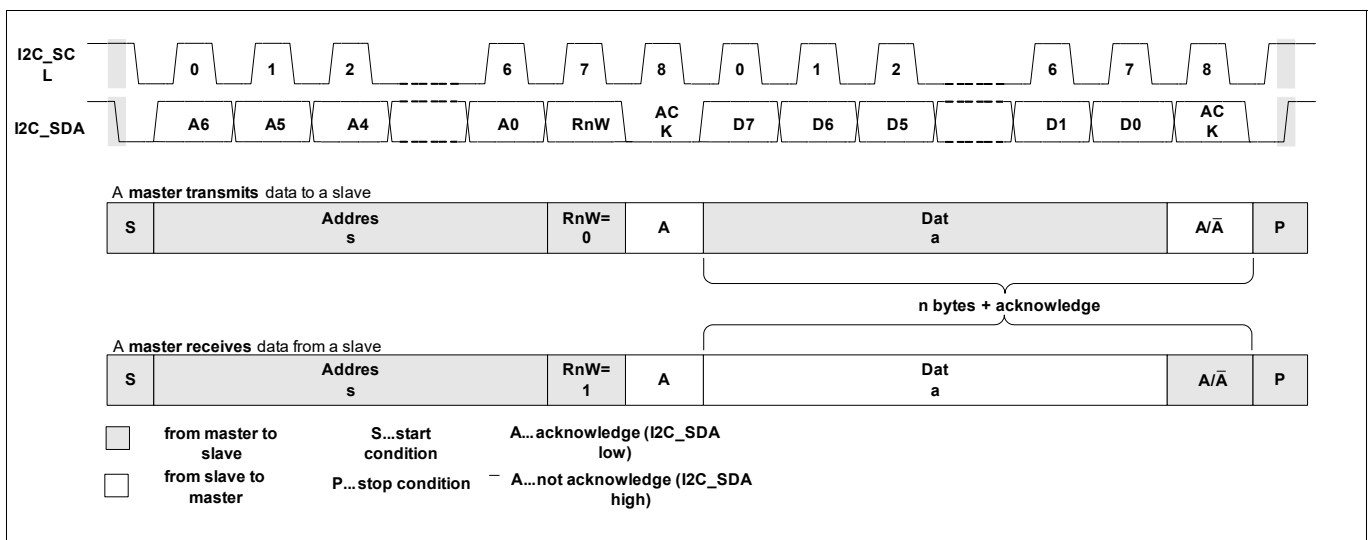 I2C_SC
L
0 1 2 6 7 8 0 1 2 6 7 8
I2C_SDA
A6 A5 A4 A0 RnW AC
K
D7 D6 D5 D1 D0 AC
K
A master transmits data to a slave
S
Addres
s
RnW=
0
A
Dat
a
A/A̅
P
n bytes + acknowledge
A master receives data from a slave
S
Addres
s
RnW=
1
A
Dat
a
A/A̅
P
from master to
slave
S...start
condition
A...acknowledge (I2C_SDA
low)
from slave to
master
P...stop condition
‾ A...not acknowledge (I2C_SDA
high)